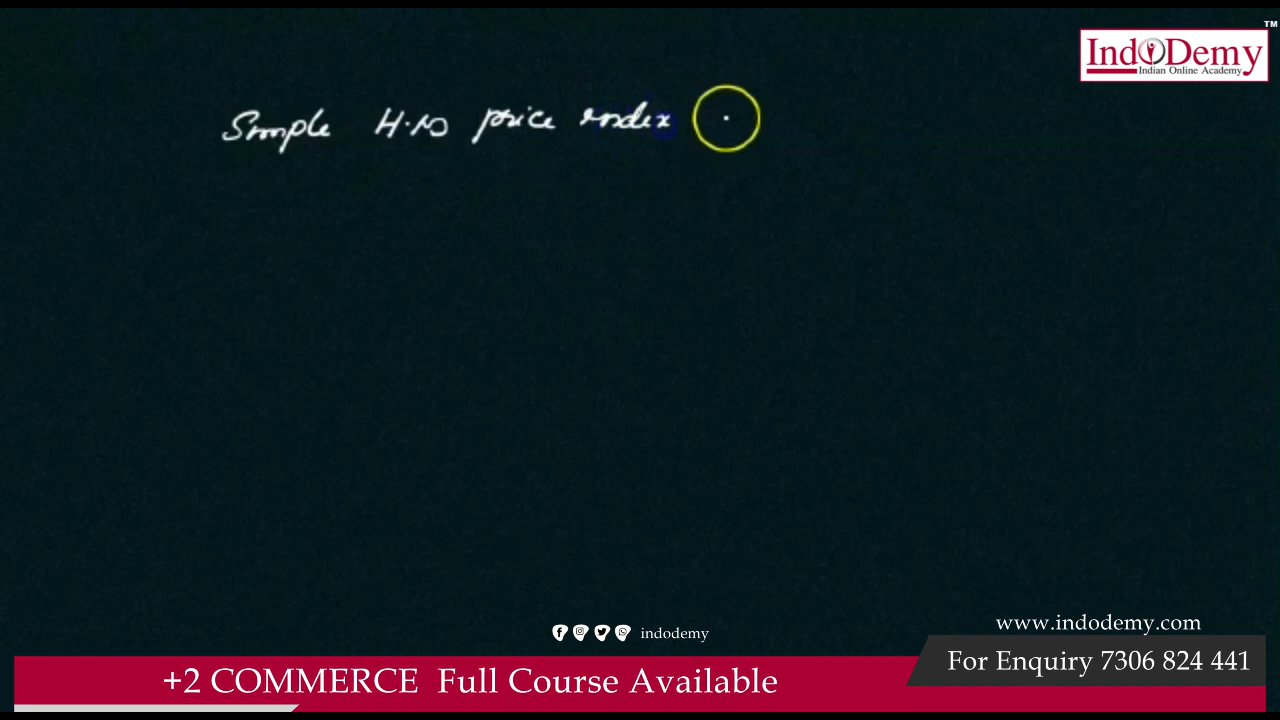 TM
IndoDemy
Indian Online Academy
Simple H.M price index
indodemy
www.indodemy.com
For Enquiry 7306 824 441
+2 COMMERCE Full Course Available